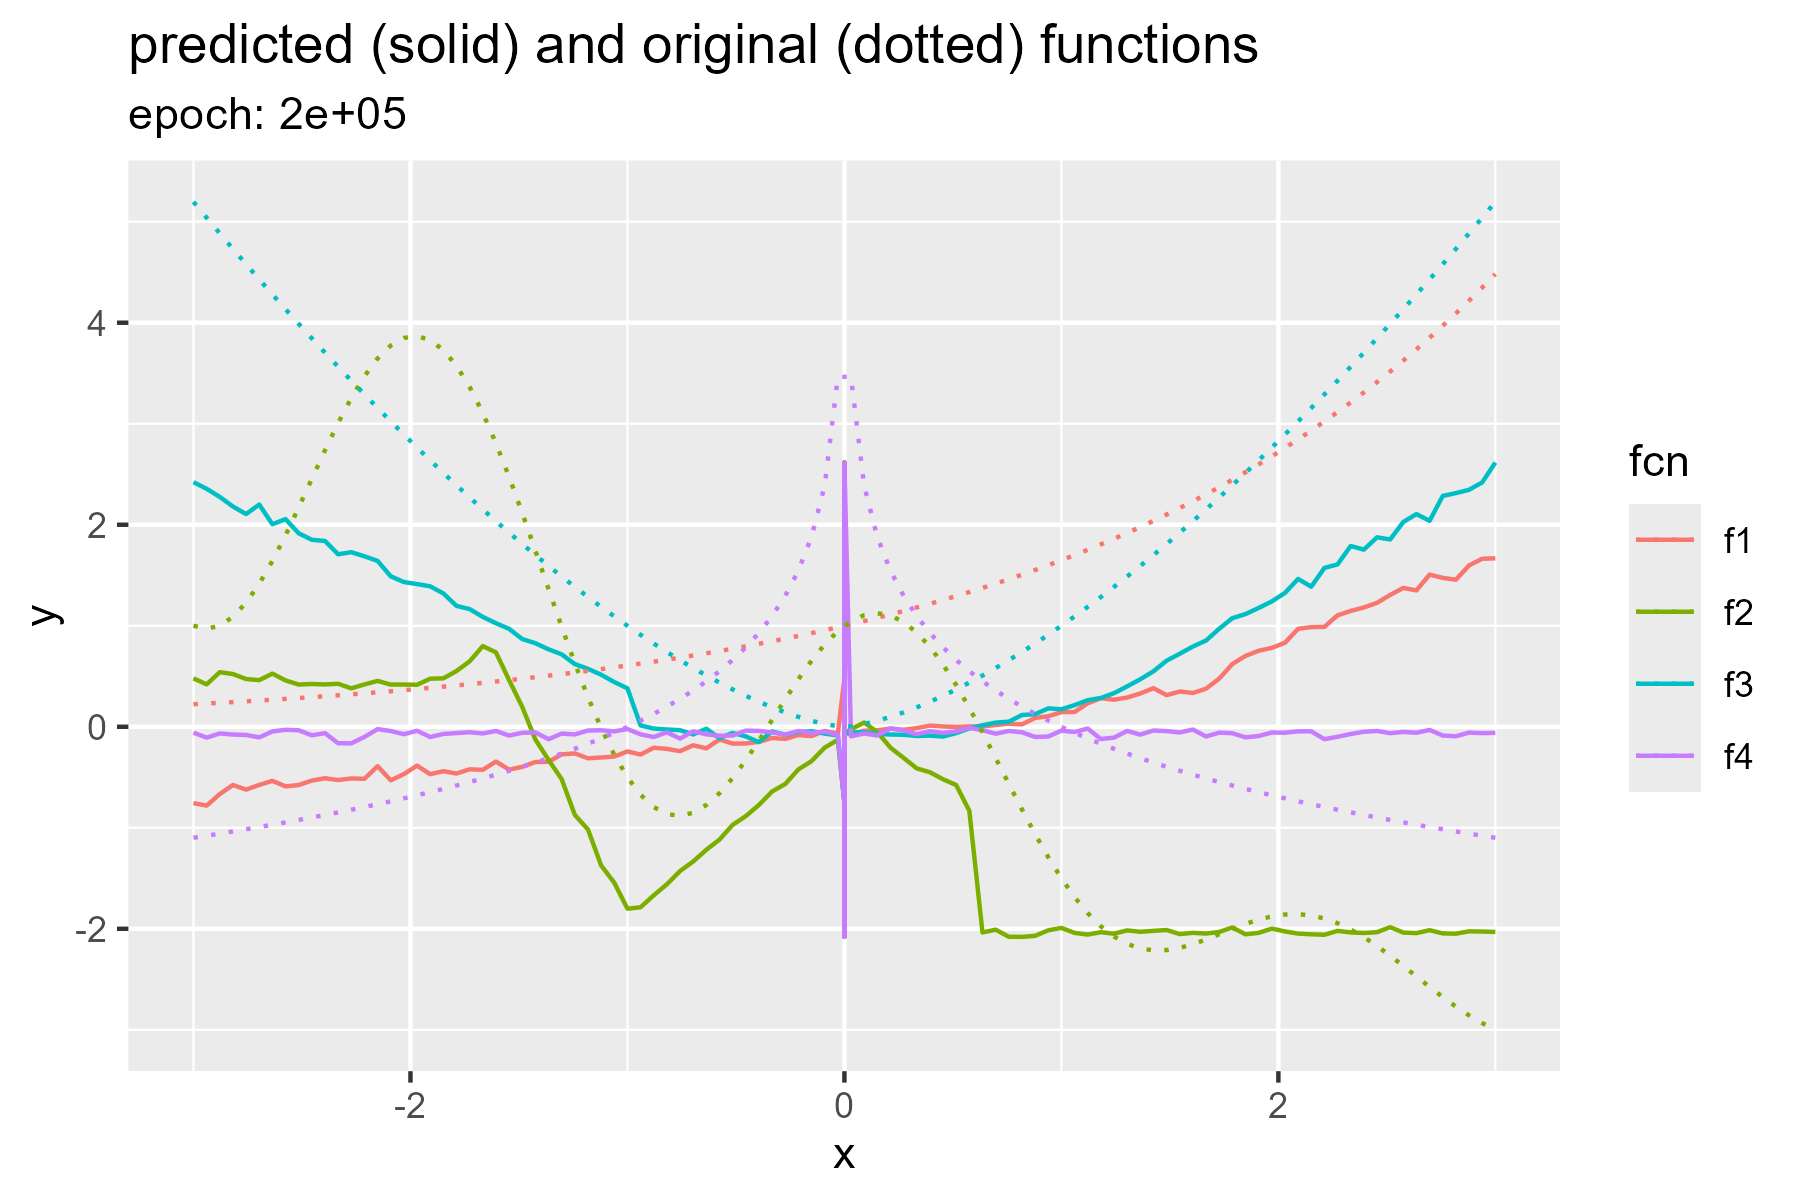 predicted (solid) and original (dotted) functions
epoch: 2e+05
4
2
0
-2
y
-2
0
2
x
fcn
f1
f2
f3
f4